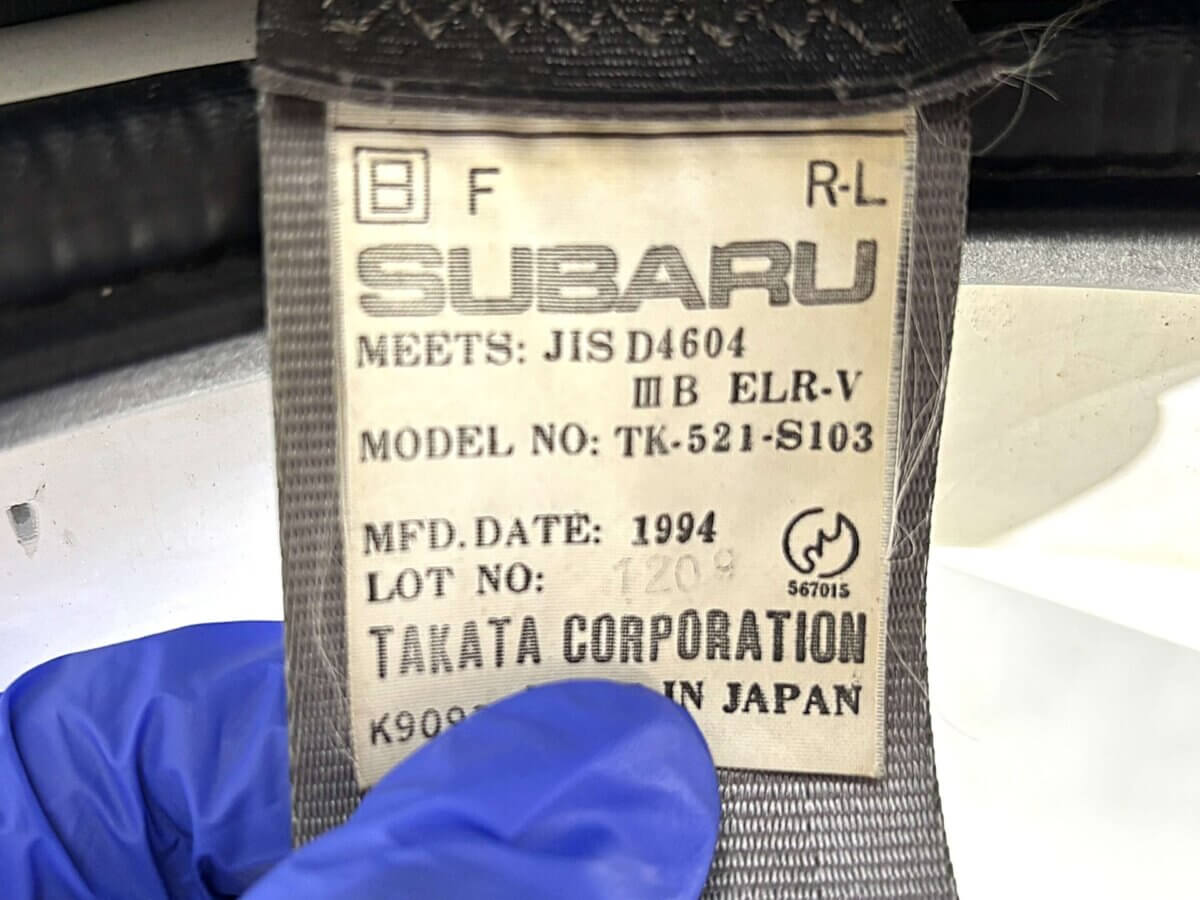 B F R-L
SUBARU
MEETS: JIS D4604
III B ELR-V
MODEL NO: TK-521-S103
MFD. DATE: 1994
LOT NO: 1209
567015
TAKATA CORPORATION
IN JAPAN